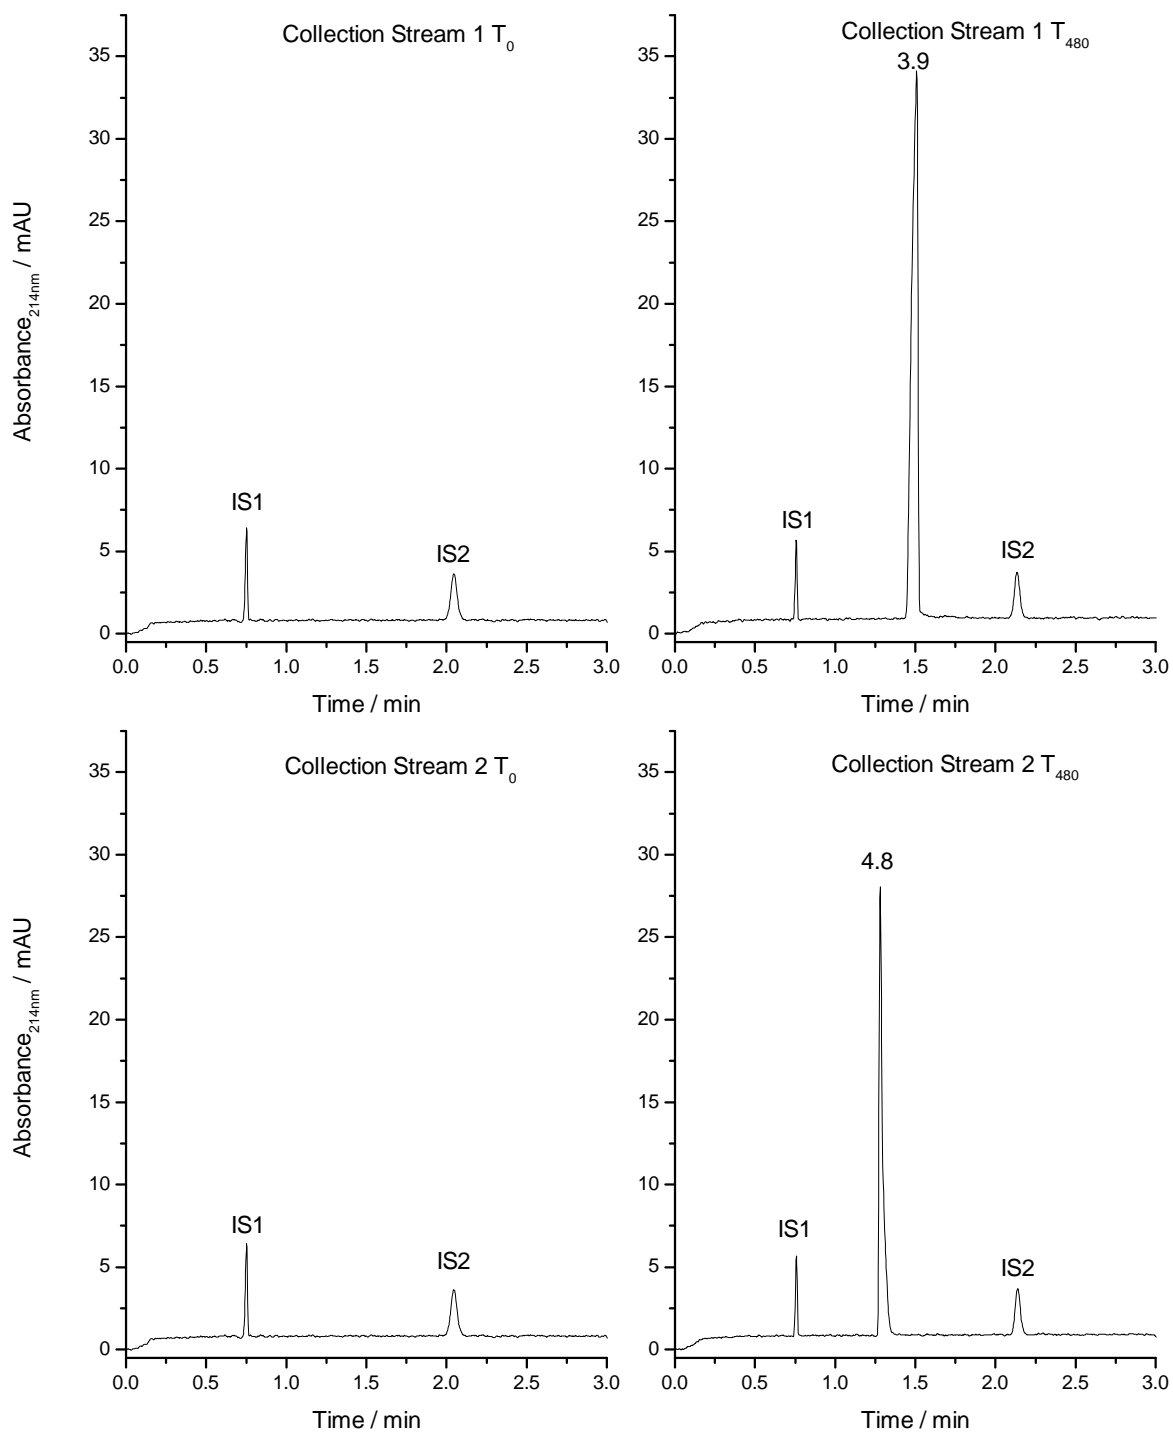 Collection Stream 1 T0
Absorbance214nm / mAU
35
30
25
20
15
10
5
0
IS1
IS2
0.0 0.5 1.0 1.5 2.0 2.5 3.0
Time / min
Collection Stream 1 T480
3.9
35
30
25
20
15
10
5
0
IS1
IS2
0.0 0.5 1.0 1.5 2.0 2.5 3.0
Time / min
Collection Stream 2 T0
Absorbance214nm / mAU
35
30
25
20
15
10
5
0
IS1
IS2
0.0 0.5 1.0 1.5 2.0 2.5 3.0
Time / min
Collection Stream 2 T480
4.8
35
30
25
20
15
10
5
0
IS1
IS2
0.0 0.5 1.0 1.5 2.0 2.5 3.0
Time / min